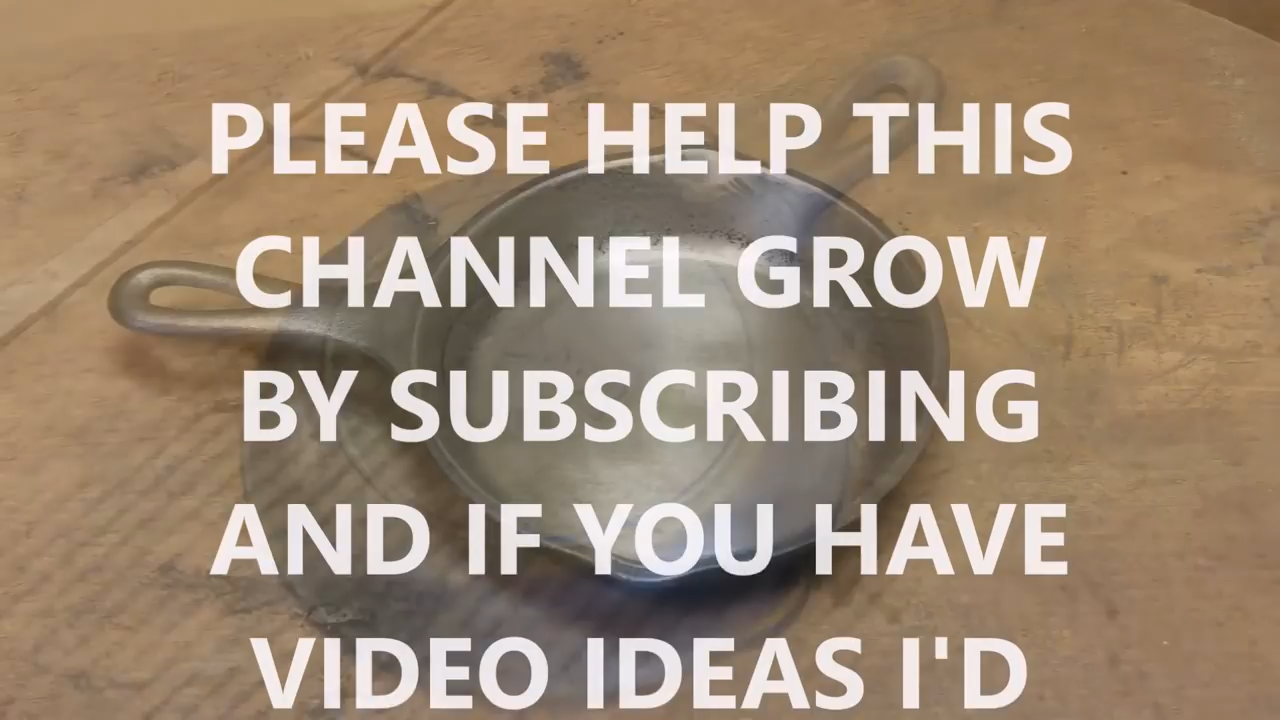 PLEASE HELP THIS
CHANNEL GROW
BY SUBSCRIBING
AND IF YOU HAVE
VIDEO IDEAS I'D